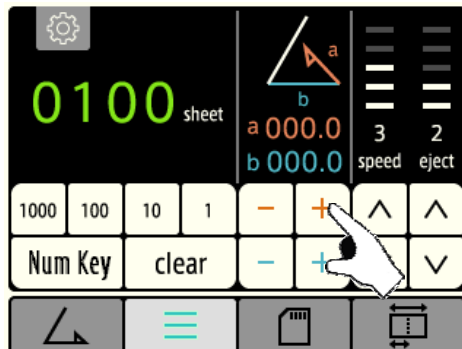 0100 sheet
a
b
a 000.0
b 000.0
3 2
speed eject
1000 100 10 1 − +
Num Key clear − +